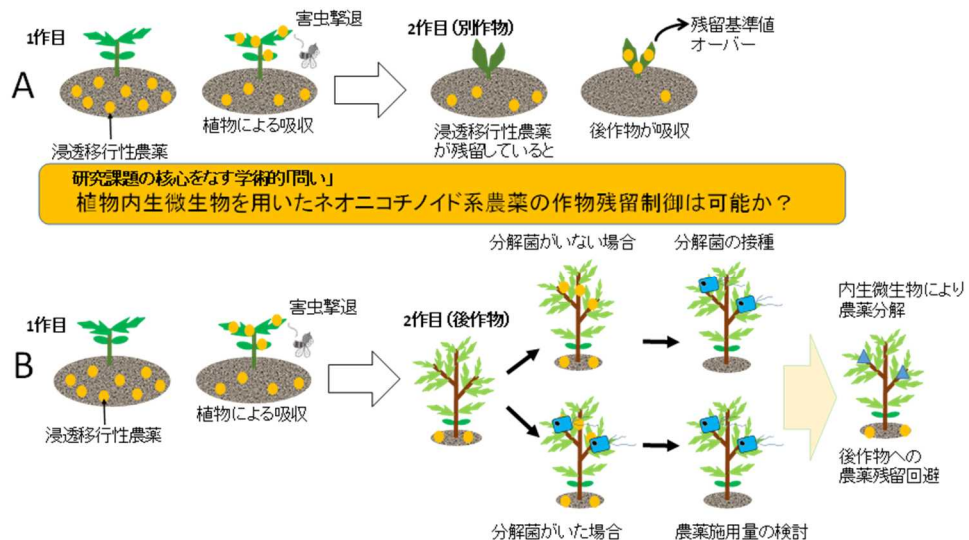 1作目
害虫撃退
2作目(別作物)
残留基準値
オーバー
A
浸透移行性農薬
植物による吸収
浸透移行性農薬
が残留していると
後作物が吸収
研究課題の核心をなす学術的「問い」
植物内生微生物を用いたネオニコチノイド系農薬の作物残留制御は可能か?
分解菌がいない場合
分解菌の接種
1作目
害虫撃退
2作目(後作物)
内生微生物により
農薬分解
B
浸透移行性農薬
植物による吸収
後作物への
農薬残留回避
分解菌がいた場合
農薬施用量の検討